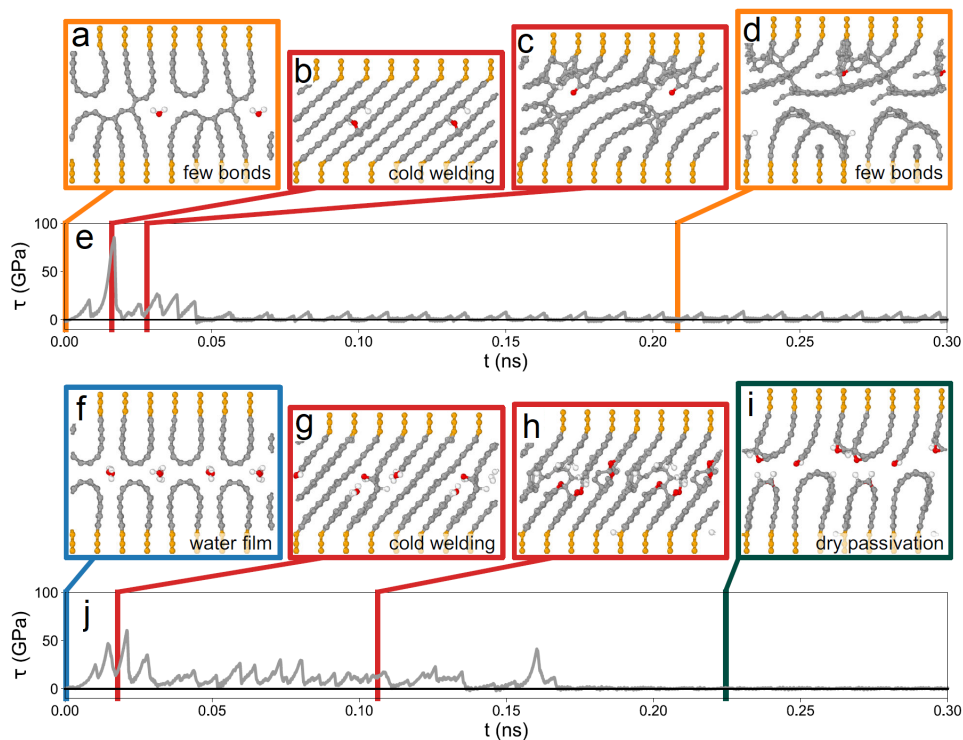 a
few bonds
b
cold welding
c
d
few bonds
e
100
50
0
τ (GPa)
0.00 0.05 0.10 0.15 0.20 0.25 0.30
t (ns)
f
water film
g
cold welding
h
i
dry passivation
j
100
50
0
τ (GPa)
0.00 0.05 0.10 0.15 0.20 0.25 0.30
t (ns)